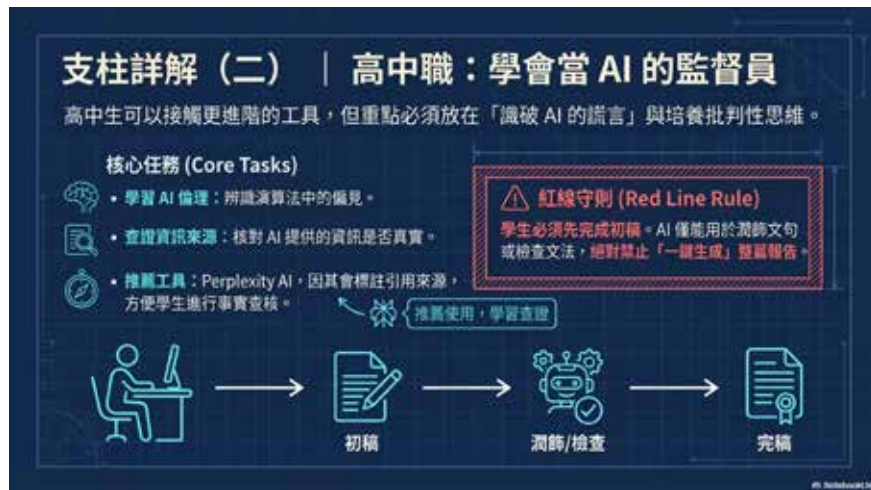 支柱詳解（二）｜高中職：學會當 AI 的監督員
高中生可以接觸更進階的工具，但重點必須放在「識破 AI 的謊言」與培養批判性思維。
核心任務 (Core Tasks)
• 學習 AI 倫理：辨識演算法中的偏見。
• 查證資訊來源：核對 AI 提供的資訊是否真實。
• 推薦工具：Perplexity AI，因其會標註引用來源，
方便學生進行事實查核。
推薦使用，學習查證
紅線守則 (Red Line Rule)
學生必須先完成初稿。AI 僅能用於潤飾文句
或檢查文法，絕對禁止「一鍵生成」整篇報告。
初稿
潤飾/檢查
完稿